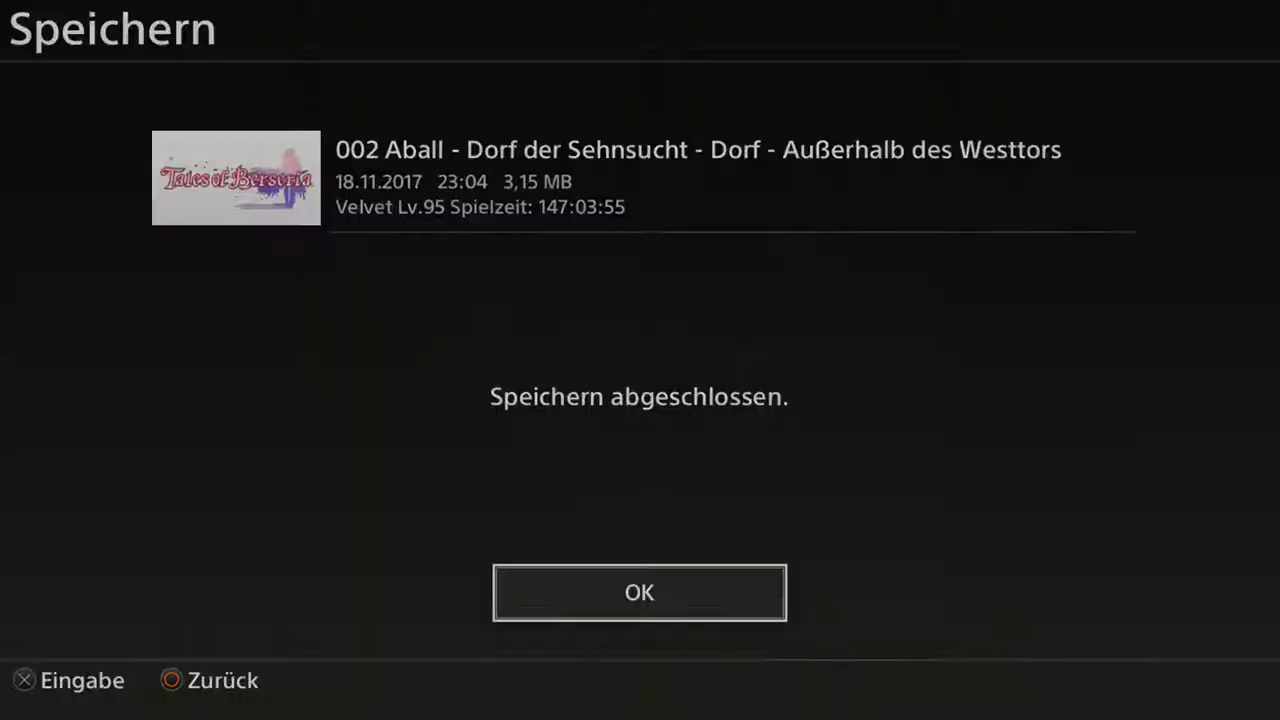 Speichern
Tales of Berseria
002 Aball - Dorf der Sehnsucht - Dorf - Außerhalb des Westtors
18.11.2017 23:04 3,15 MB
Velvet Lv.95 Spielzeit: 147:03:55
Speichern abgeschlossen.
OK
Eingabe Zurück